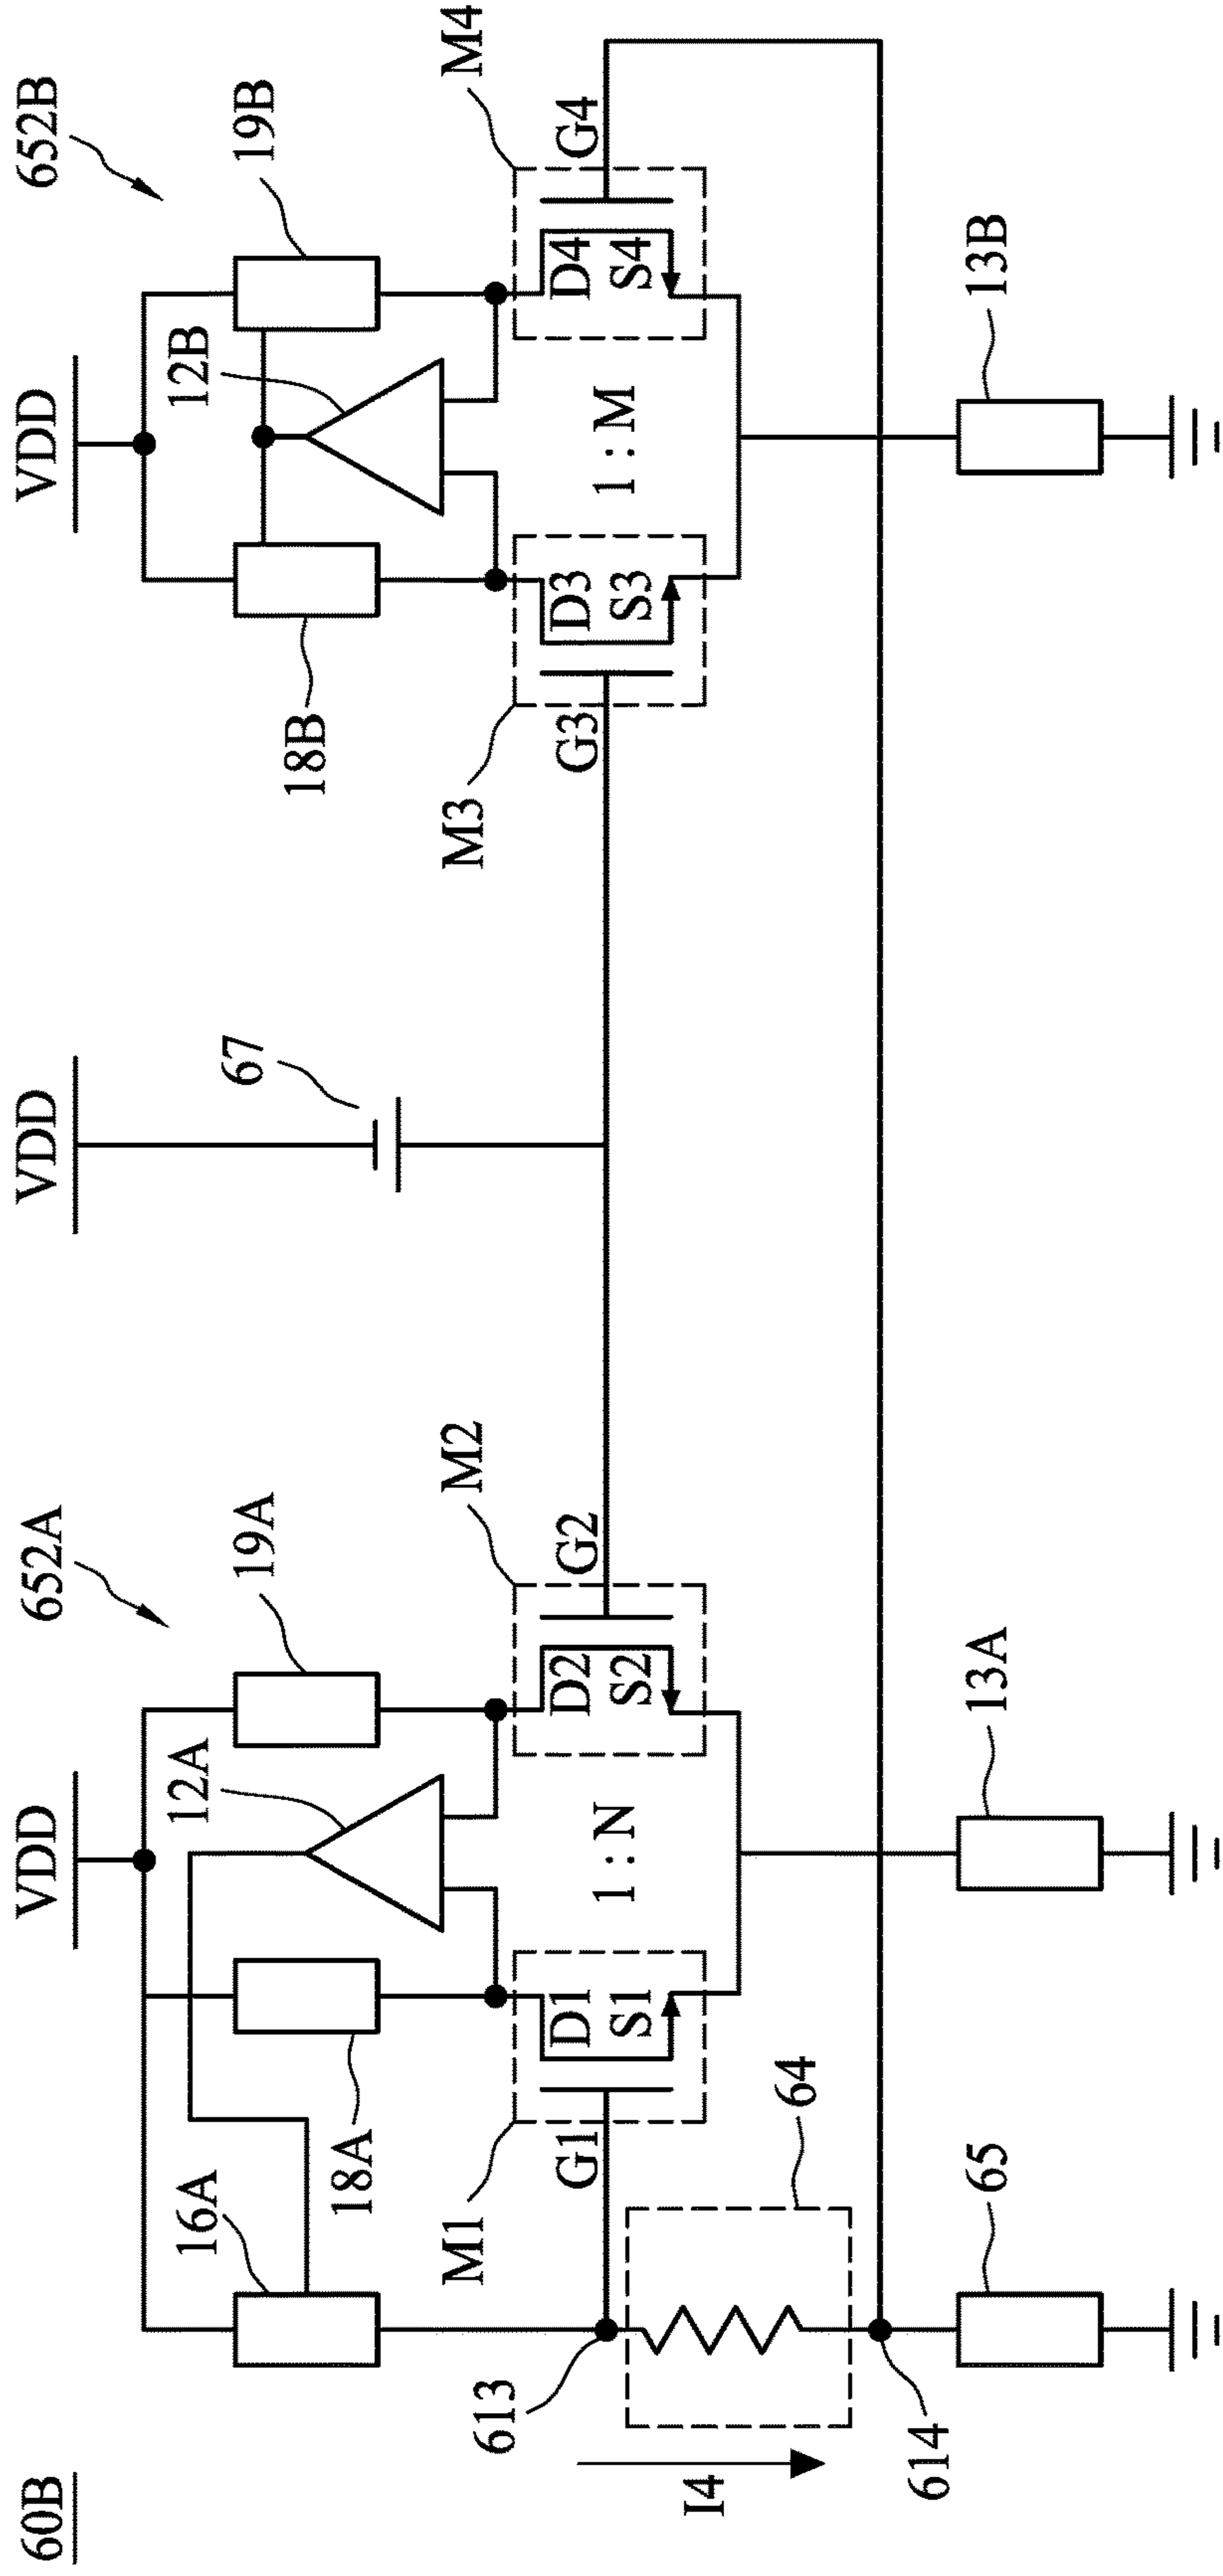 60B
VDD
VDD
VDD
652A
652B
16A
18A
12A
19A
67
18B
12B
19B
M1
M2
M3
M4
G1
D1
S1
1 : N
D2
S2
G2
G3
D3
S3
1 : M
D4
S4
G4
613
I4
64
614
65
13A
13B